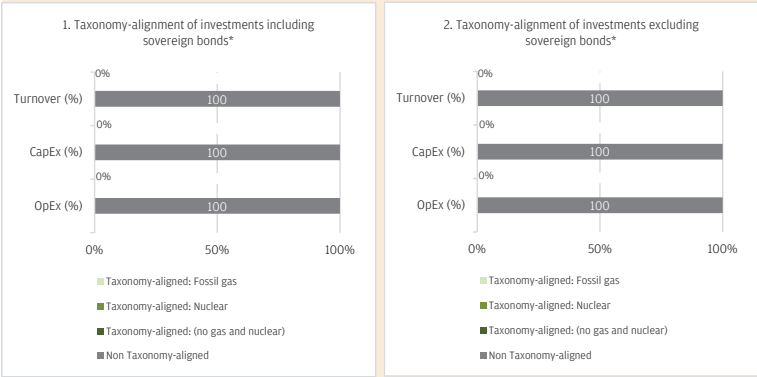 1. Taxonomy-alignment of investments including
sovereign bonds*
0%
Turnover (%)
100
0%
CapEx (%)
100
0%
OpEx (%)
100
0%
50%
100%
Taxonomy-aligned: Fossil gas
Taxonomy-aligned: Nuclear
Taxonomy-aligned: (no gas and nuclear)
Non Taxonomy-aligned
2. Taxonomy-alignment of investments excluding
sovereign bonds*
0%
Turnover (%)
100
0%
CapEx (%)
100
0%
OpEx (%)
100
0%
50%
100%
Taxonomy-aligned: Fossil gas
Taxonomy-aligned: Nuclear
Taxonomy-aligned: (no gas and nuclear)
Non Taxonomy-aligned